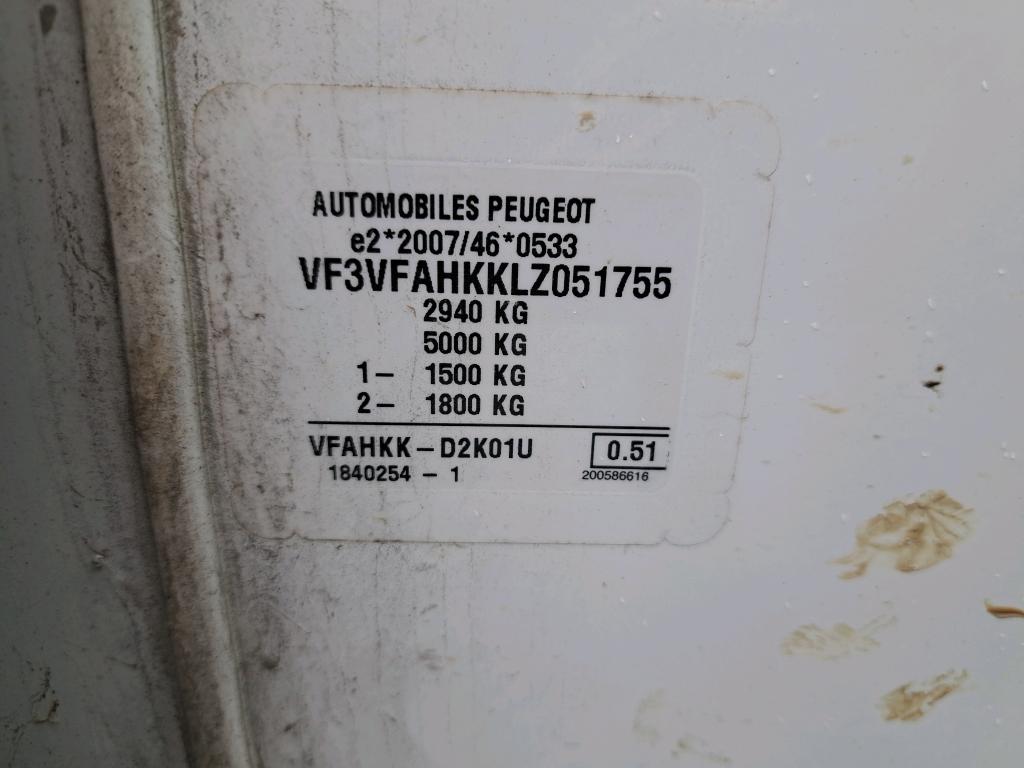 AUTOMOBILES PEUGEOT
e2*2007/46*0533
VF3VFAHKKLZ051755
2940 KG
5000 KG
1- 1500 KG
2- 1800 KG
VFAHKK-D2K01U 0.51
1840254 - 1 200586616